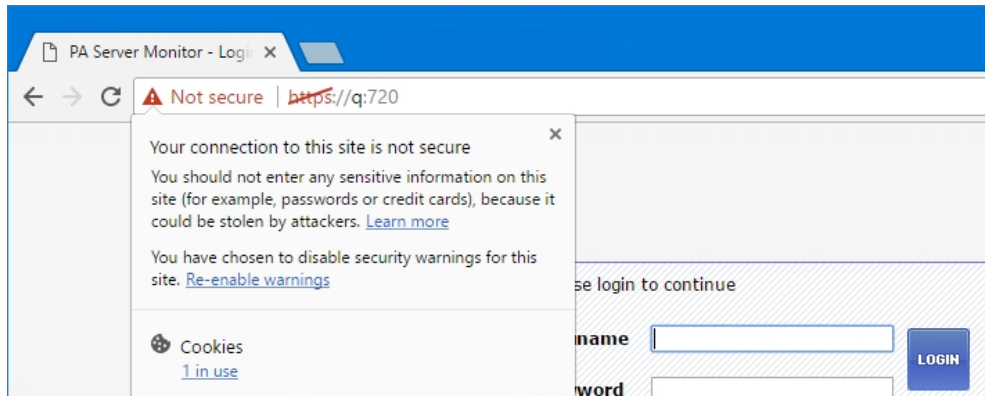 PA Server Monitor - Logi
Not secure | https://q:720
Your connection to this site is not secure
You should not enter any sensitive information on this
site (for example, passwords or credit cards), because it
could be stolen by attackers. Learn more
You have chosen to disable security warnings for this
site. Re-enable warnings
se login to continue
name
LOGIN
Cookies
1 in use
word